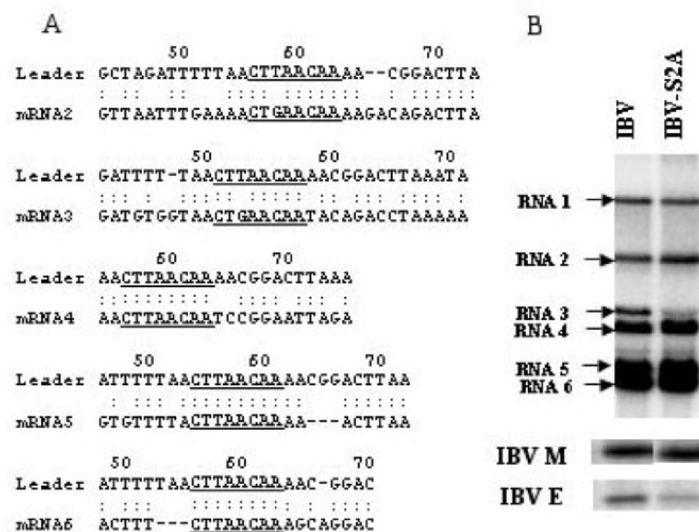 A
50 60 70
Leader GCTAGATTTTTAACTTAACAAAA--CGGACTTA
mRNA2 GTTAATTTGAAAACTGAACAAAAGACAGACTTA
50 60 70
Leader GATTTT-TAACTTAACAAAACGGACTTAAATA
mRNA3 GATGTGGTAACTGAACAATACAGACCTAAAAA
60 70
Leader AACTTAACAAAACGGACTTAAA
mRNA4 AACTTAACAATCCGGAATTAGA
50 60 70
Leader ATTTTTAACTTAACAAAACGGACTTAA
mRNA5 GTGTTTTACTTAACAAAA---ACTTAA
50 60 70
Leader ATTTTTAACTTAACAAAAC-GGAC
mRNA6 ACTTT---CTTAACAAAGCAGGAC
B
IBV
IBV-S2A
RNA 1
RNA 2
RNA 3
RNA 4
RNA 5
RNA 6
IBV M
IBV E